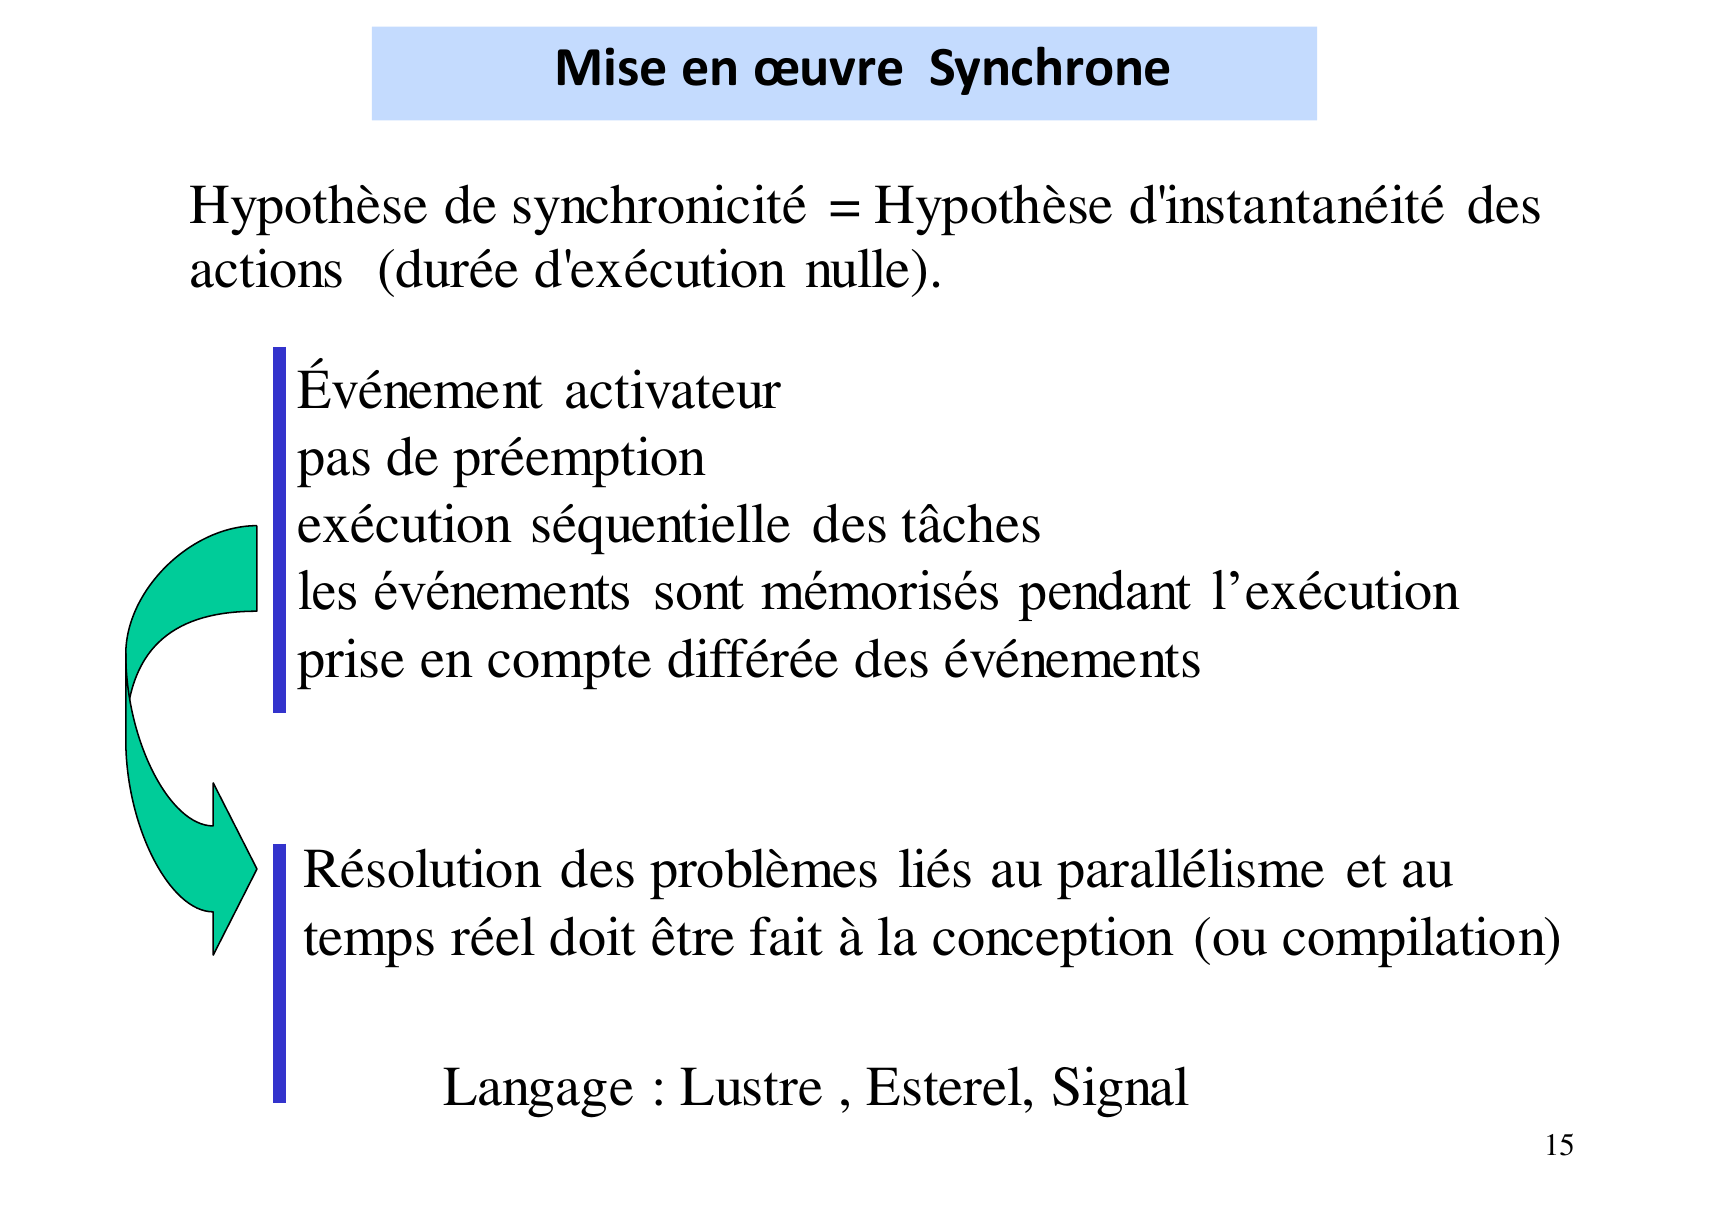 Mise en œuvre Synchrone
Hypothèse de synchronicité = Hypothèse d'instantanéité des
actions (durée d'exécution nulle).
Événement activateur
pas de préemption
exécution séquentielle des tâches
les événements sont mémorisés pendant l’exécution
prise en compte différée des événements
Résolution des problèmes liés au parallélisme et au
temps réel doit être fait à la conception (ou compilation)
Langage : Lustre , Esterel, Signal
15